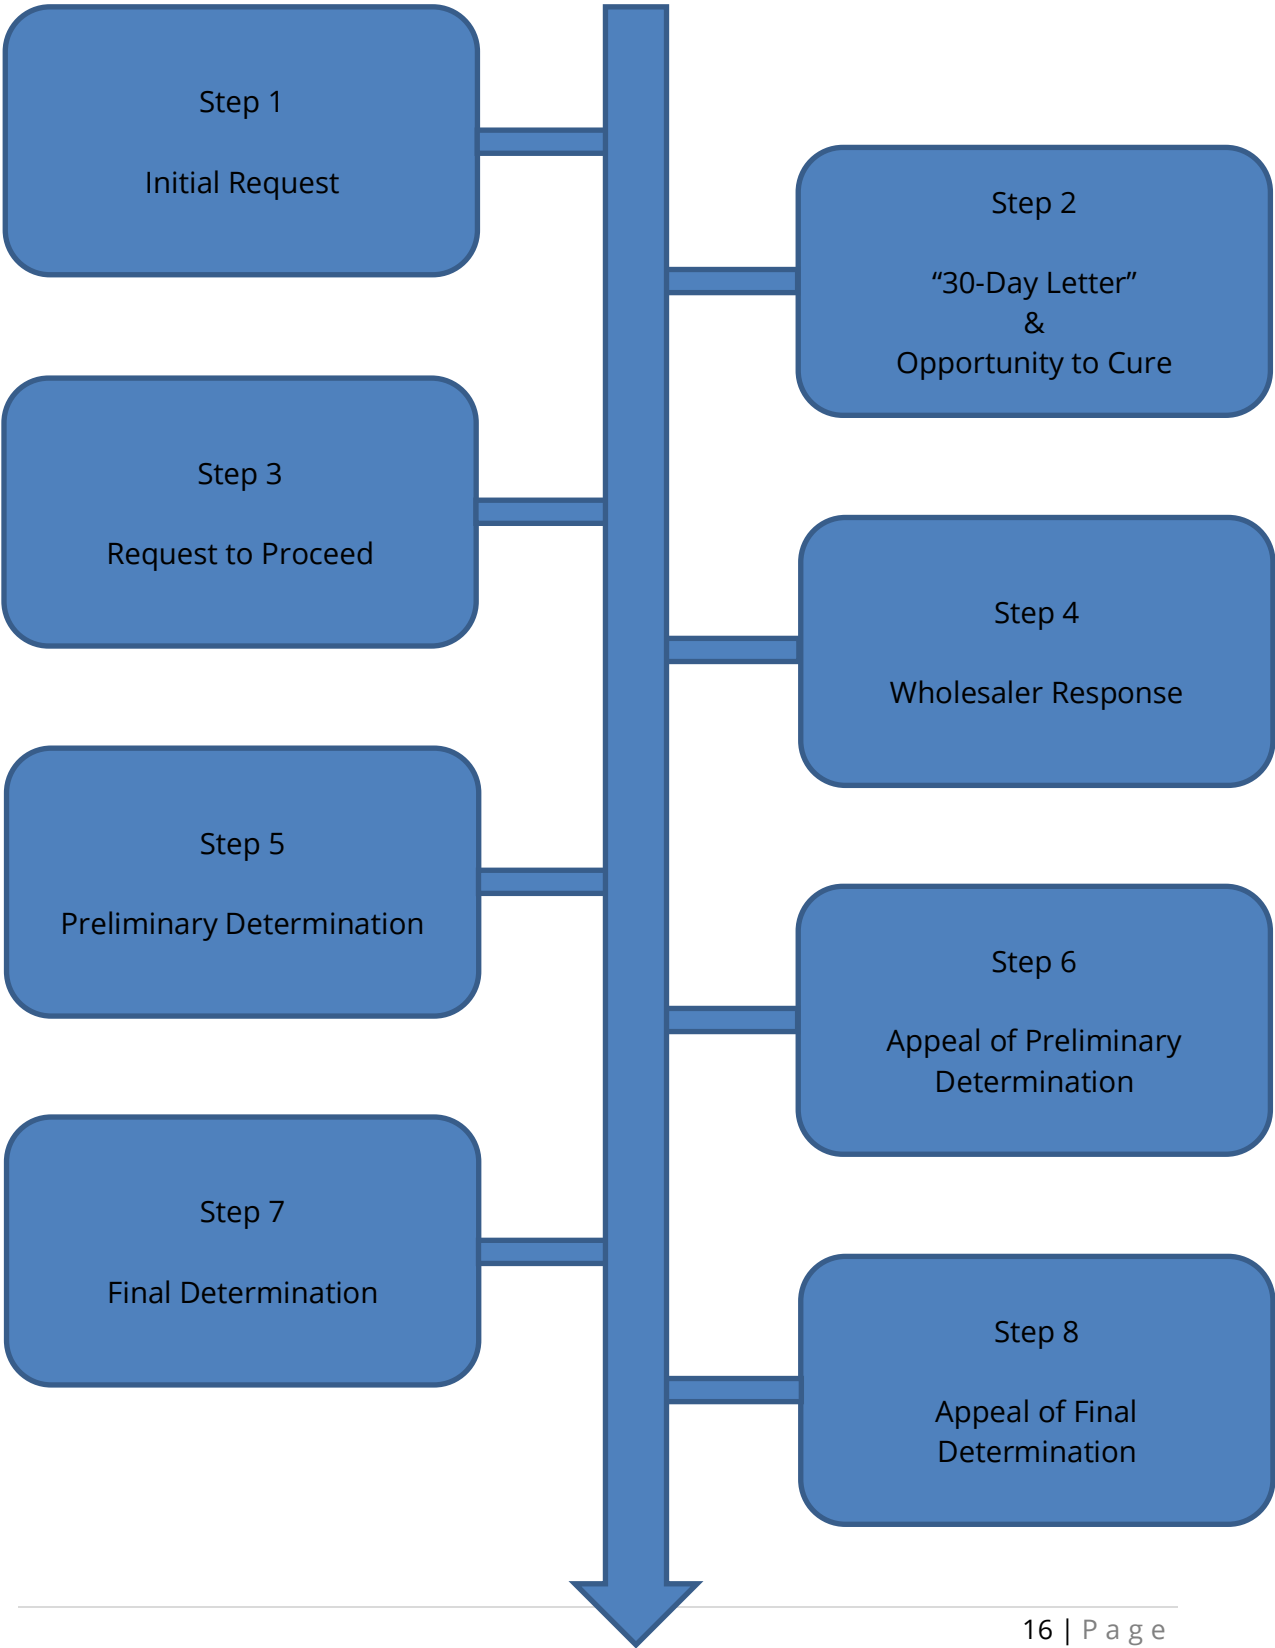 Step 1
Initial Request
Step 2
“30-Day Letter”
&
Opportunity to Cure
Step 3
Request to Proceed
Step 4
Wholesaler Response
Step 5
Preliminary Determination
Step 6
Appeal of Preliminary
Determination
Step 7
Final Determination
Step 8
Appeal of Final
Determination
16 | Page